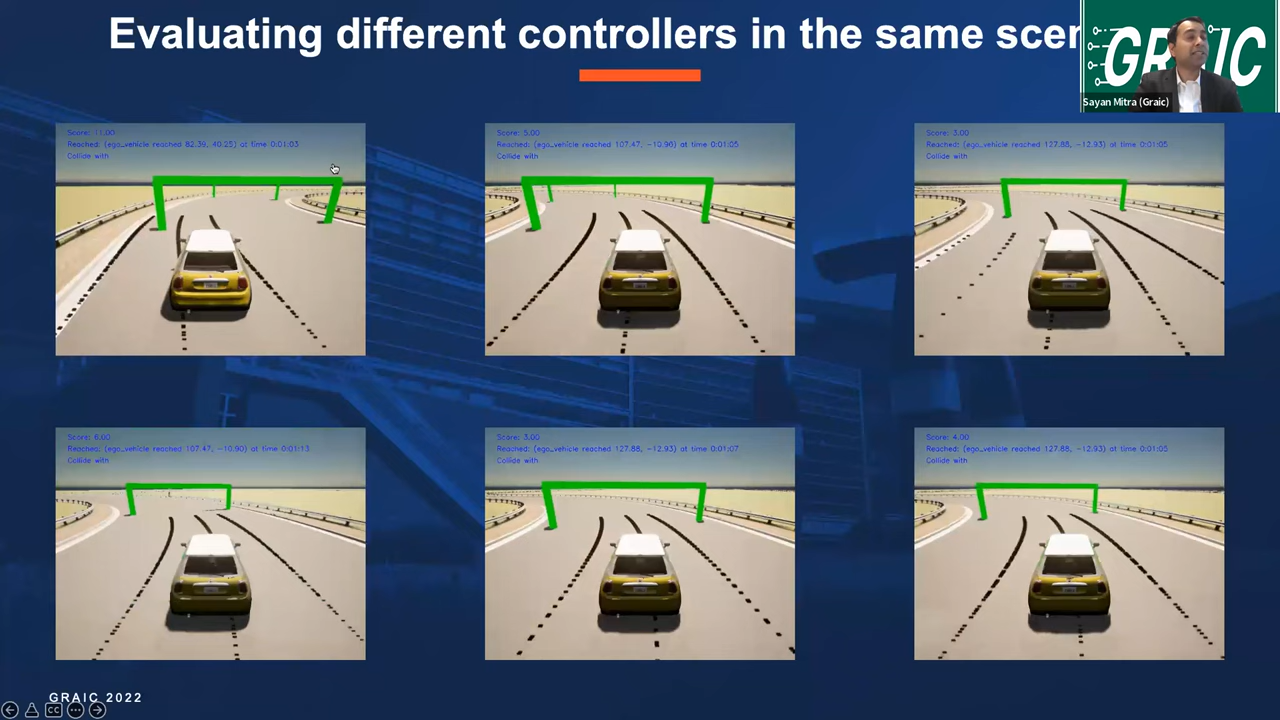 Evaluating different controllers in the same scen
GRAIC
Sayan Mitra (Graic)
Score: 11.00
Reached: (ego_vehicle reached 82.39, 40.25) at time 0:01:03
Collide with
Score: 5.00
Reached: (ego_vehicle reached 107.47, -10.90) at time 0:01:05
Collide with
Score: 3.00
Reached: (ego_vehicle reached 127.88, -12.93) at time 0:01:05
Collide with
Score: 6.00
Reached: (ego_vehicle reached 107.47, -10.90) at time 0:01:13
Collide with
Score: 3.00
Reached: (ego_vehicle reached 127.88, -12.93) at time 0:01:07
Collide with
Score: 4.00
Reached: (ego_vehicle reached 127.88, -12.93) at time 0:01:05
Collide with
GRAIC 2022
CC